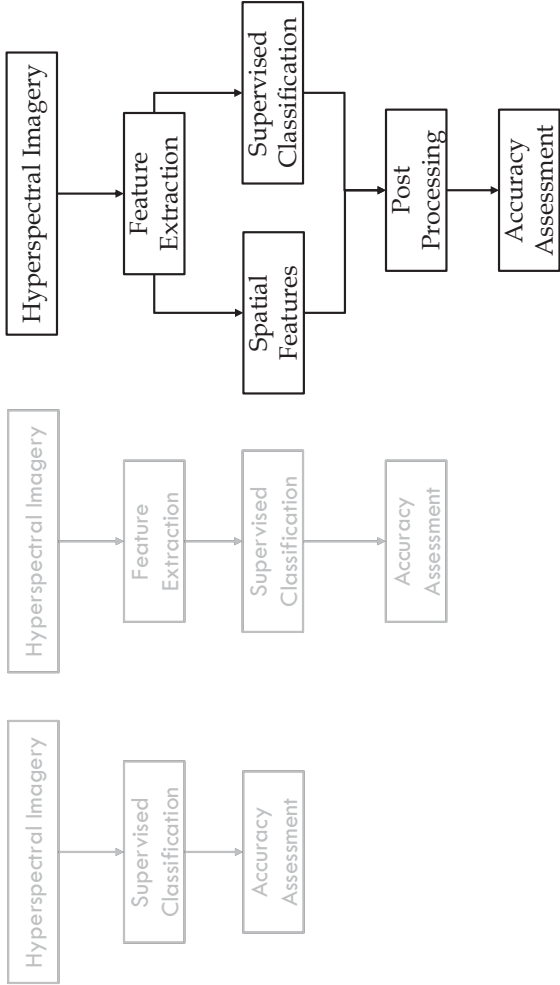 Hyperspectral Imagery
Supervised
Classification
Accuracy
Assessment
Hyperspectral Imagery
Feature
Extraction
Supervised
Classification
Accuracy
Assessment
Hyperspectral Imagery
Feature
Extraction
Spatial
Features
Supervised
Classification
Post
Processing
Accuracy
Assessment